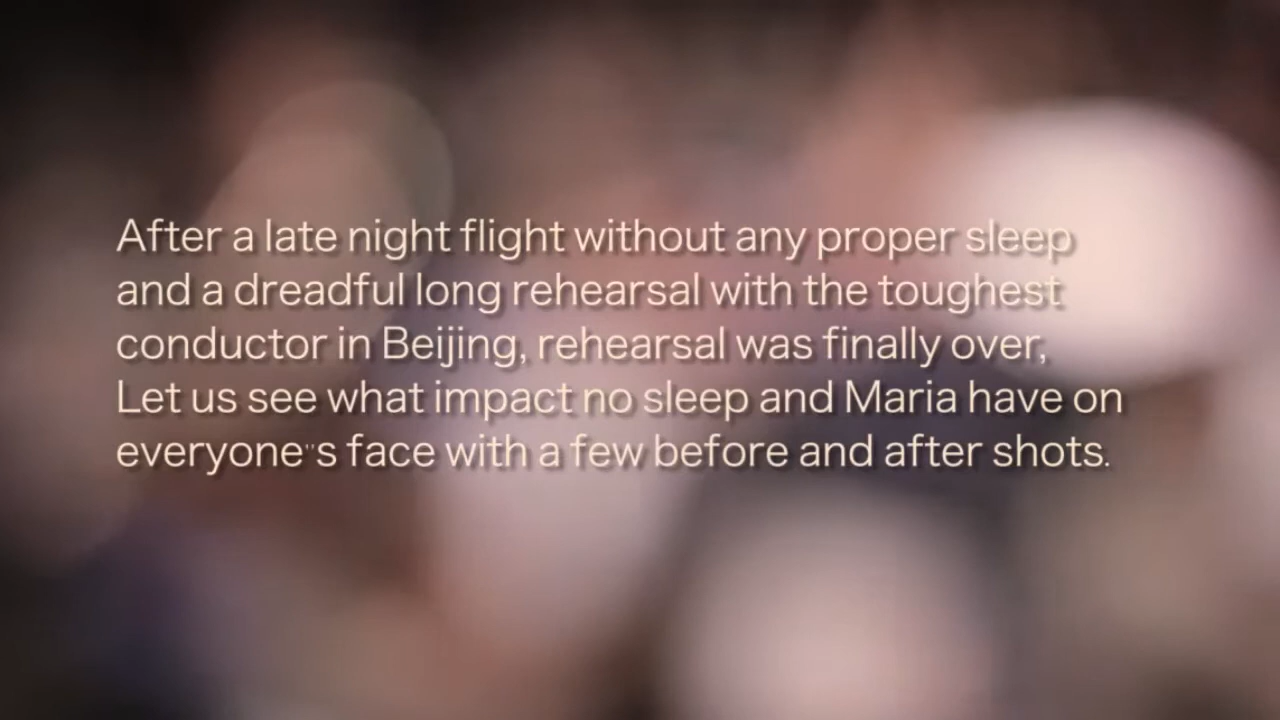 After a late night flight without any proper sleep
and a dreadful long rehearsal with the toughest
conductor in Beijing, rehearsal was finally over,
Let us see what impact no sleep and Maria have on
everyone"s face with a few before and after shots.